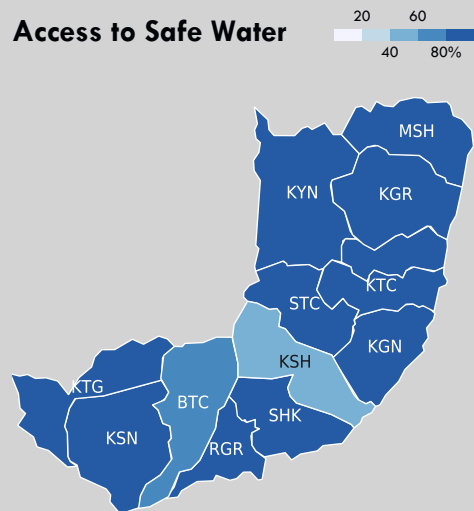 Access to Safe Water
20 60
40 80%
MSH
KYN
KGR
KTC
STC
KGN
KSH
KTG
BTC
SHK
KSN
RGR